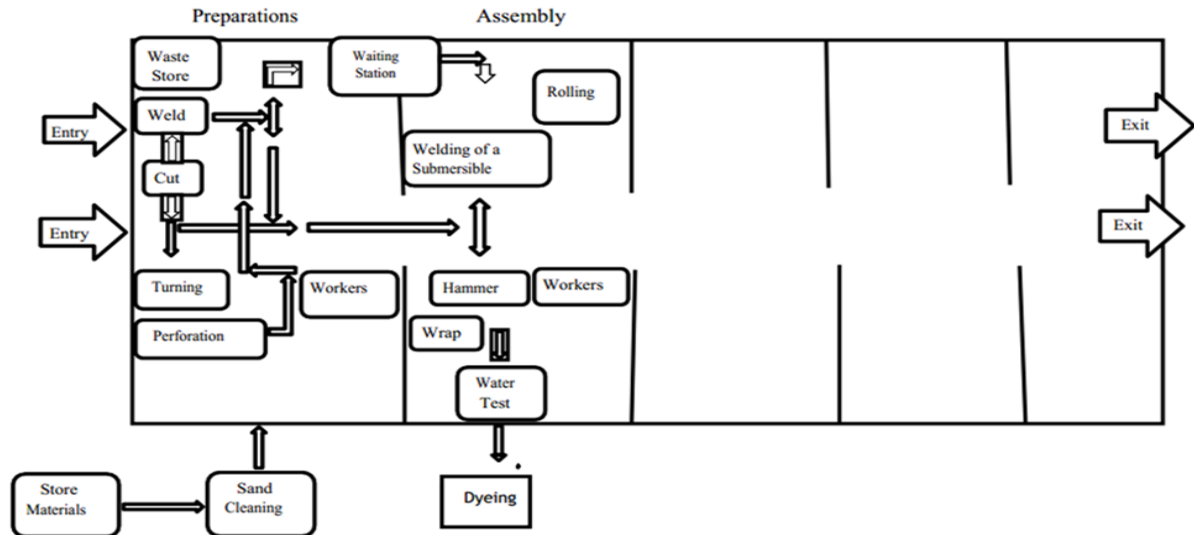 Preparations
Assembly
Waste
Store
Waiting
Station
Rolling
Entry
Weld
Exit
Welding of a
Submersible
Cut
Entry
Exit
Turning
Workers
Hammer
Workers
Perforation
Wrap
Water
Test
Store
Materials
Sand
Cleaning
Dyeing